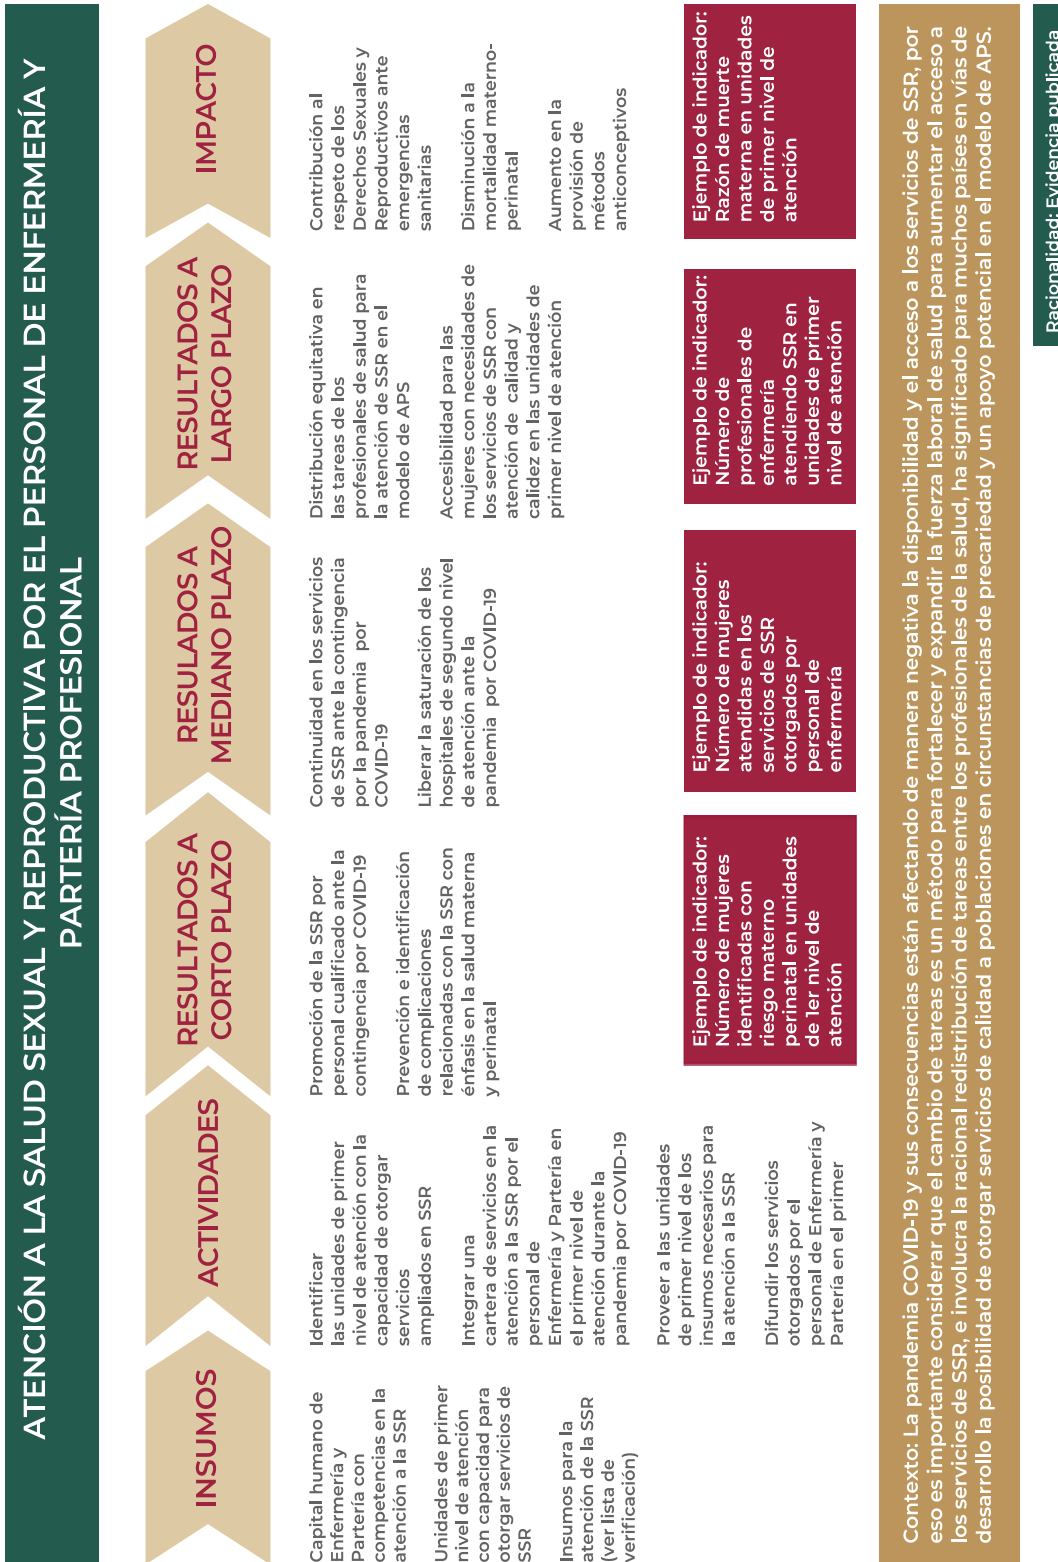 ATENCIÓN A LA SALUD SEXUAL Y REPRODUCTIVA POR EL PERSONAL DE ENFERMERÍA Y
PARTERÍA PROFESIONAL
INSUMOS
Capital humano de
Enfermería y
Partería con
competencias en la
atención a la SSR
Unidades de primer
nivel de atención
con capacidad para
otorgar servicios de
SSR
Insumos para la
atención de la SSR
(ver lista de
verificación)
ACTIVIDADES
Identificar
las unidades de primer
nivel de atención con la
capacidad de otorgar
servicios
ampliados en SSR
Integrar una
cartera de servicios en la
atención a la SSR por el
personal de
Enfermería y Partería en
el primer nivel de
atención durante la
pandemia por COVID-19
Proveer a las unidades
de primer nivel de los
insumos necesarios para
la atención a la SSR
Difundir los servicios
otorgados por el
personal de Enfermería y
Partería en el primer
RESULTADOS A
CORTO PLAZO
Promoción de la SSR por
personal cualificado ante la
contingencia por COVID-19
Prevención e identificación
de complicaciones
relacionadas con la SSR con
énfasis en la salud materna
y perinatal
Ejemplo de indicador:
Número de mujeres
identificadas con
riesgo materno
perinatal en unidades
de 1er nivel de
atención
RESULADOS A
MEDIANO PLAZO
Continuidad en los servicios
de SSR ante la contingencia
por la pandemia por
COVID-19
Liberar la saturación de los
hospitales de segundo nivel
de atención ante la
pandemia por COVID-19
Ejemplo de indicador:
Número de mujeres
atendidas en los
servicios de SSR
otorgados por
personal de
enfermería
RESULTADOS A
LARGO PLAZO
Distribución equitativa en
las tareas de los
profesionales de salud para
la atención de SSR en el
modelo de APS
Accesibilidad para las
mujeres con necesidades de
los servicios de SSR con
atención de calidad y
calidez en las unidades de
primer nivel de atención
Ejemplo de indicador:
Número de
profesionales de
enfermería
atendiendo SSR en
unidades de primer
nivel de atención
IMPACTO
Contribución al
respeto de los
Derechos Sexuales y
Reproductivos ante
emergencias
sanitarias
Disminución a la
mortalidad materno-
perinatal
Aumento en la
provisión de
métodos
anticonceptivos
Ejemplo de indicador:
Razón de muerte
materna en unidades
de primer nivel de
atención
Contexto: La pandemia COVID-19 y sus consecuencias están afectando de manera negativa la disponibilidad y el acceso a los servicios de SSR, por
eso es importante considerar que el cambio de tareas es un método para fortalecer y expandir la fuerza laboral de salud para aumentar el acceso a
los servicios de SSR, e involucra la racional redistribución de tareas entre los profesionales de la salud, ha significado para muchos países en vías de
desarrollo la posibilidad de otorgar servicios de calidad a poblaciones en circunstancias de precariedad y un apoyo potencial en el modelo de APS.
Racionalidad: Evidencia publicada